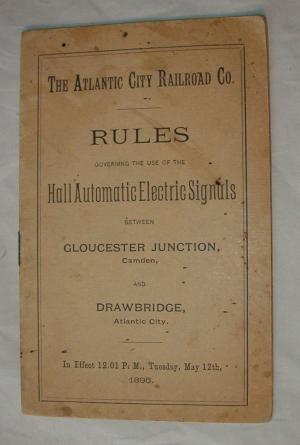 THE ATLANTIC CITY RAILROAD CO.
RULES
GOVERNING THE USE OF THE
Hall Automatic Electric Signals
BETWEEN
GLOUCESTER JUNCTION,
Camden,
AND
DRAWBRIDGE,
Atlantic City.
In Effect 12.01 P. M., Tuesday, May 12th,
1896.